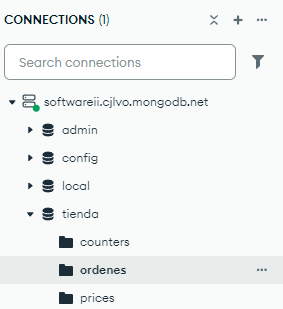 CONNECTIONS (1)
Search connections
softwareii.cjlvo.mongodb.net
admin
config
local
tienda
counters
ordenes
prices